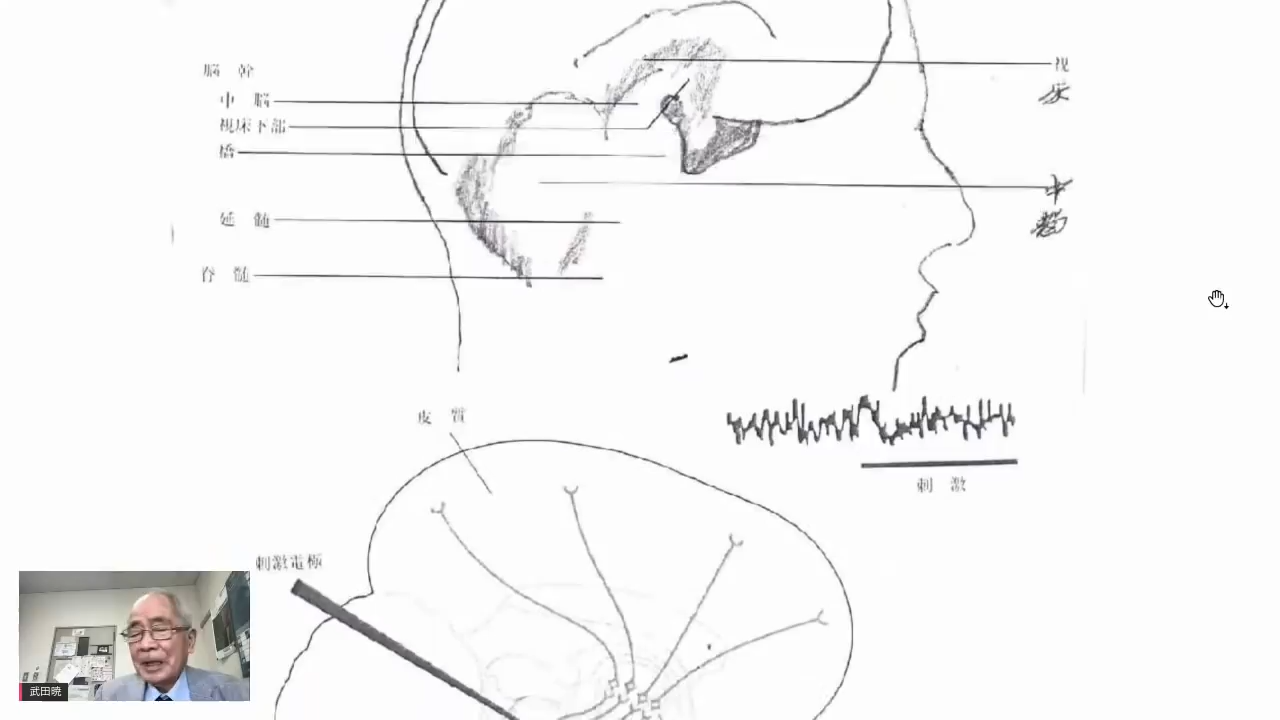 脳 幹
中 脳
視床下部
橋
延 髄
脊 髄
視
床
中
脳
皮 質
刺 激
刺激電極
武田暁